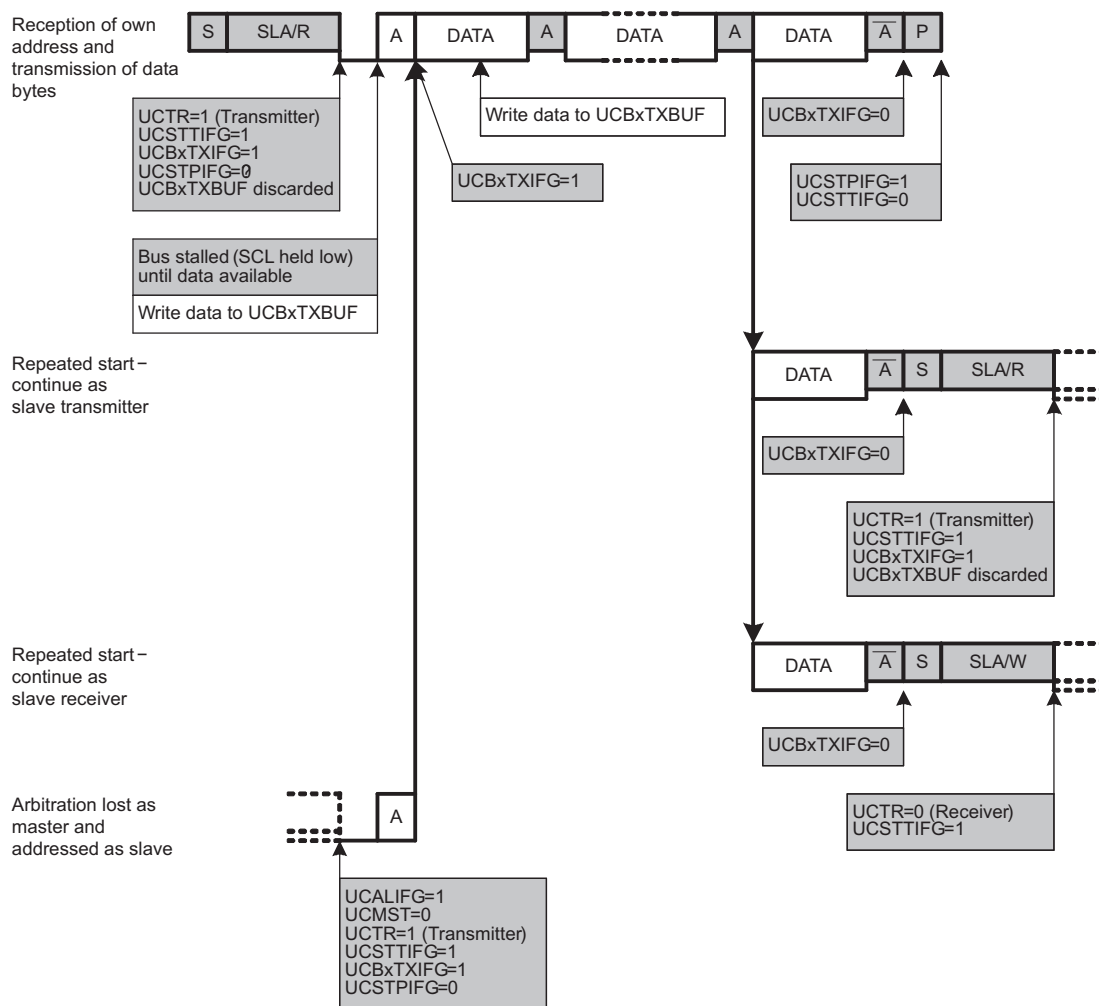 Reception of own
address and
transmission of data
bytes
S SLA/R A DATA A DATA A DATA A P
UCTR=1 (Transmitter)
UCSTTIFG=1
UCBxTXIFG=1
UCSTPIFG=0
UCBxTXBUF discarded
Write data to UCBxTXBUF
UCBxTXIFG=1
UCBxTXIFG=0
UCSTPIFG=1
UCSTTIFG=0
Bus stalled (SCL held low)
until data available
Write data to UCBxTXBUF
Repeated start−
continue as
slave transmitter
DATA A S SLA/R
UCBxTXIFG=0
UCTR=1 (Transmitter)
UCSTTIFG=1
UCBxTXIFG=1
UCBxTXBUF discarded
Repeated start−
continue as
slave receiver
DATA A S SLA/W
UCBxTXIFG=0
UCTR=0 (Receiver)
UCSTTIFG=1
Arbitration lost as
master and
addressed as slave
A
UCALIFG=1
UCMST=0
UCTR=1 (Transmitter)
UCSTTIFG=1
UCBxTXIFG=1
UCSTPIFG=0